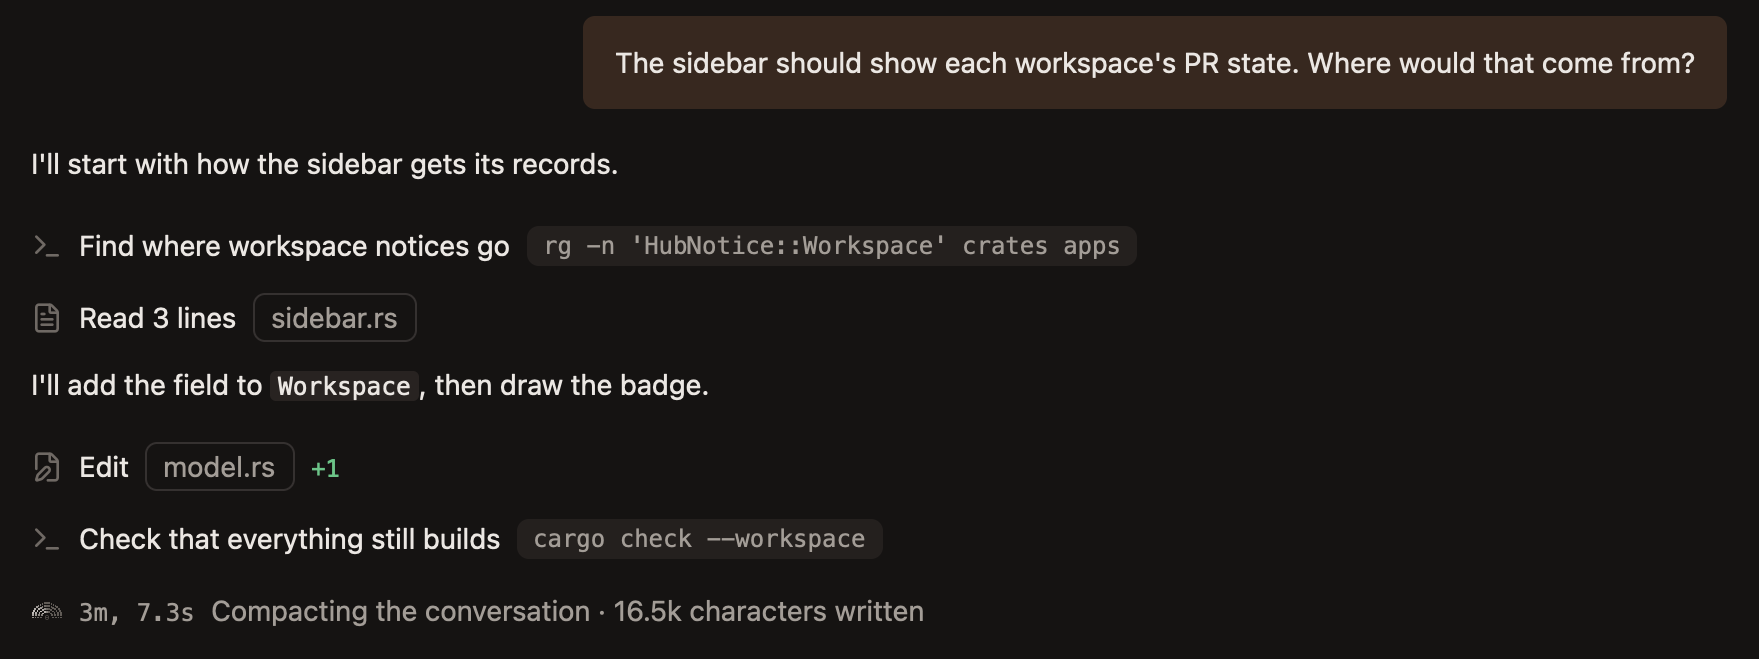 The sidebar should show each workspace's PR state. Where would that come from?
I'll start with how the sidebar gets its records.
Find where workspace notices go rg -n 'HubNotice::Workspace' crates apps
Read 3 lines sidebar.rs
I'll add the field to Workspace, then draw the badge.
Edit model.rs +1
Check that everything still builds cargo check --workspace
3m, 7.3s Compacting the conversation · 16.5k characters written